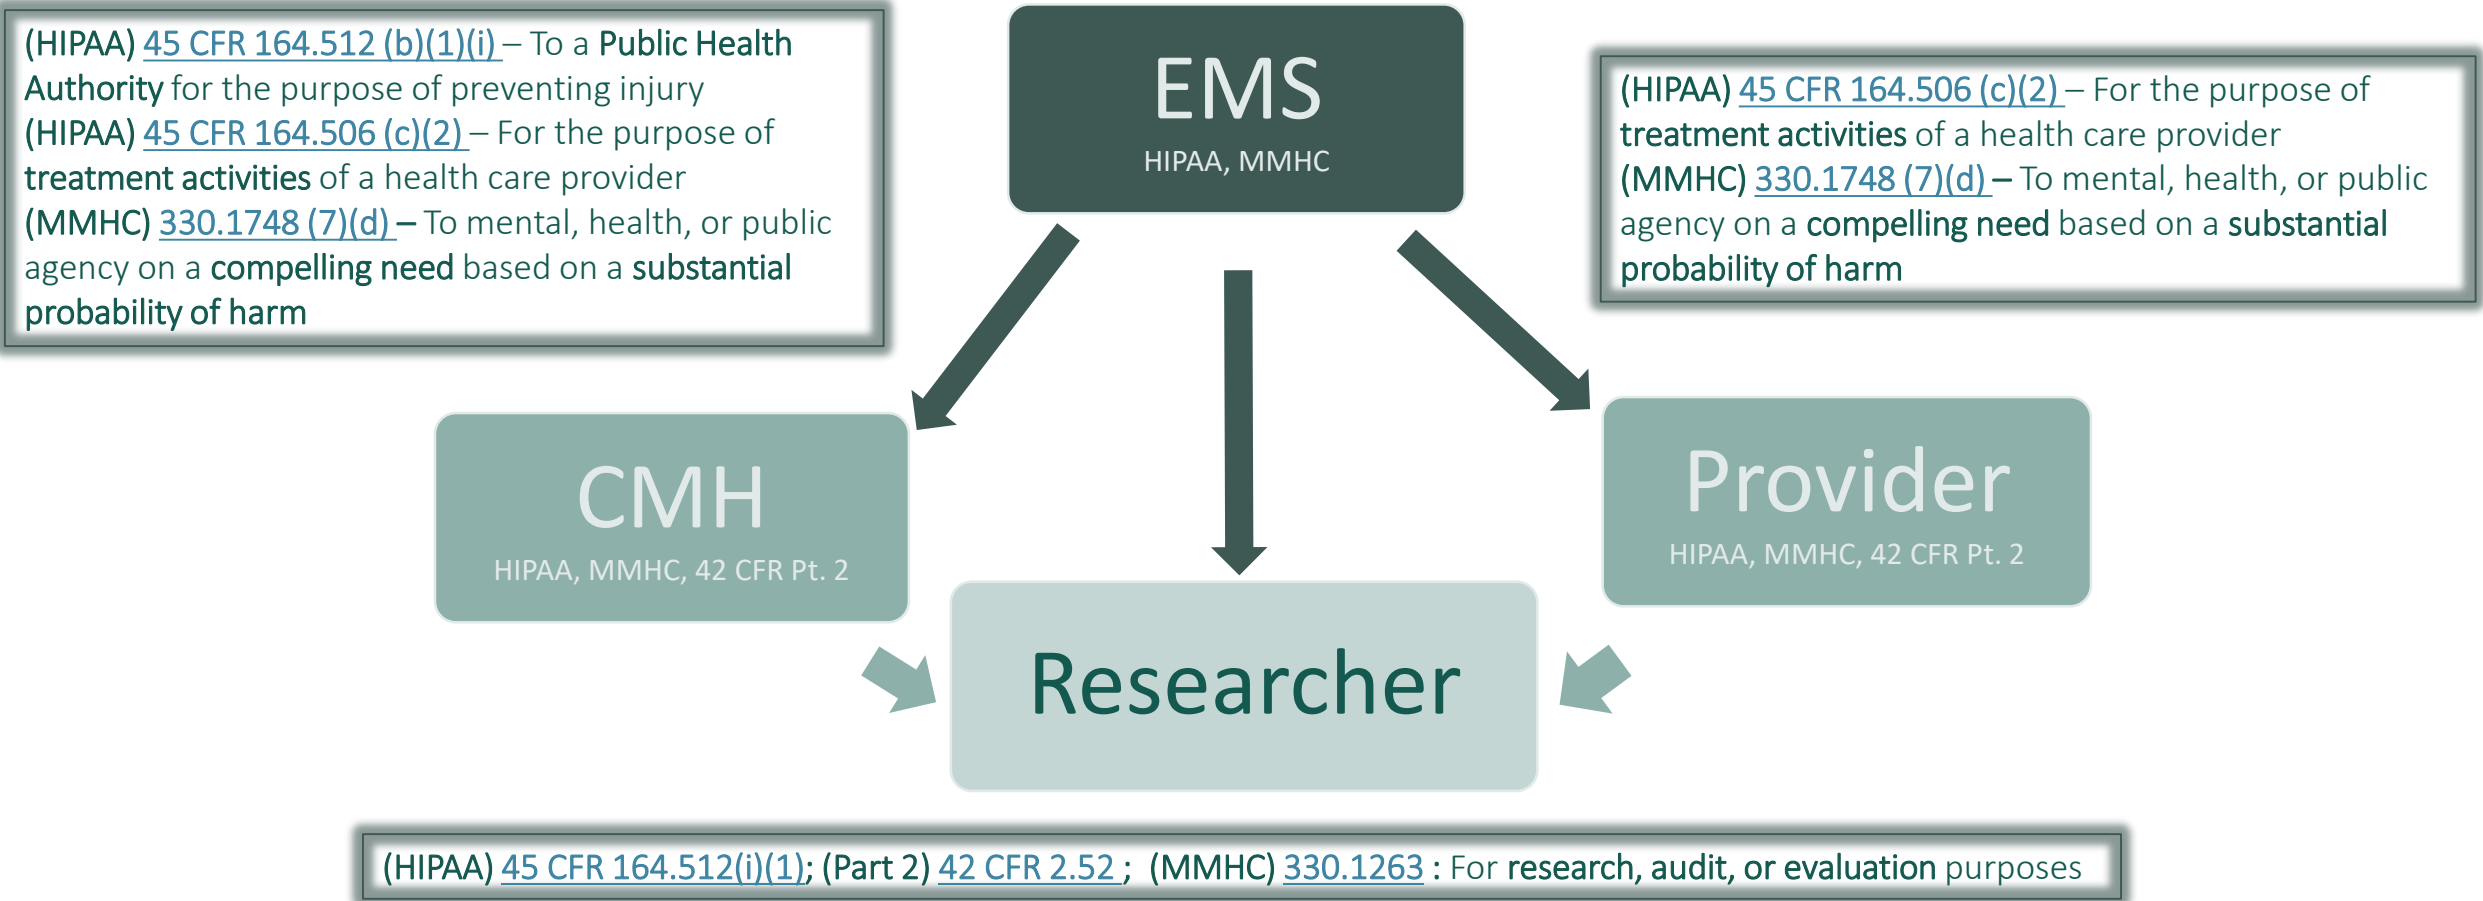 (HIPAA) 45 CFR 164.512 (b)(1)(i) – To a Public Health
Authority for the purpose of preventing injury
(HIPAA) 45 CFR 164.506 (c)(2) – For the purpose of
treatment activities of a health care provider
(MMHC) 330.1748 (7)(d) – To mental, health, or public
agency on a compelling need based on a substantial
probability of harm
EMS
HIPAA, MMHC
(HIPAA) 45 CFR 164.506 (c)(2) – For the purpose of
treatment activities of a health care provider
(MMHC) 330.1748 (7)(d) – To mental, health, or public
agency on a compelling need based on a substantial
probability of harm
CMH
HIPAA, MMHC, 42 CFR Pt. 2
Provider
HIPAA, MMHC, 42 CFR Pt. 2
Researcher
(HIPAA) 45 CFR 164.512(i)(1); (Part 2) 42 CFR 2.52 ; (MMHC) 330.1263 : For research, audit, or evaluation purposes